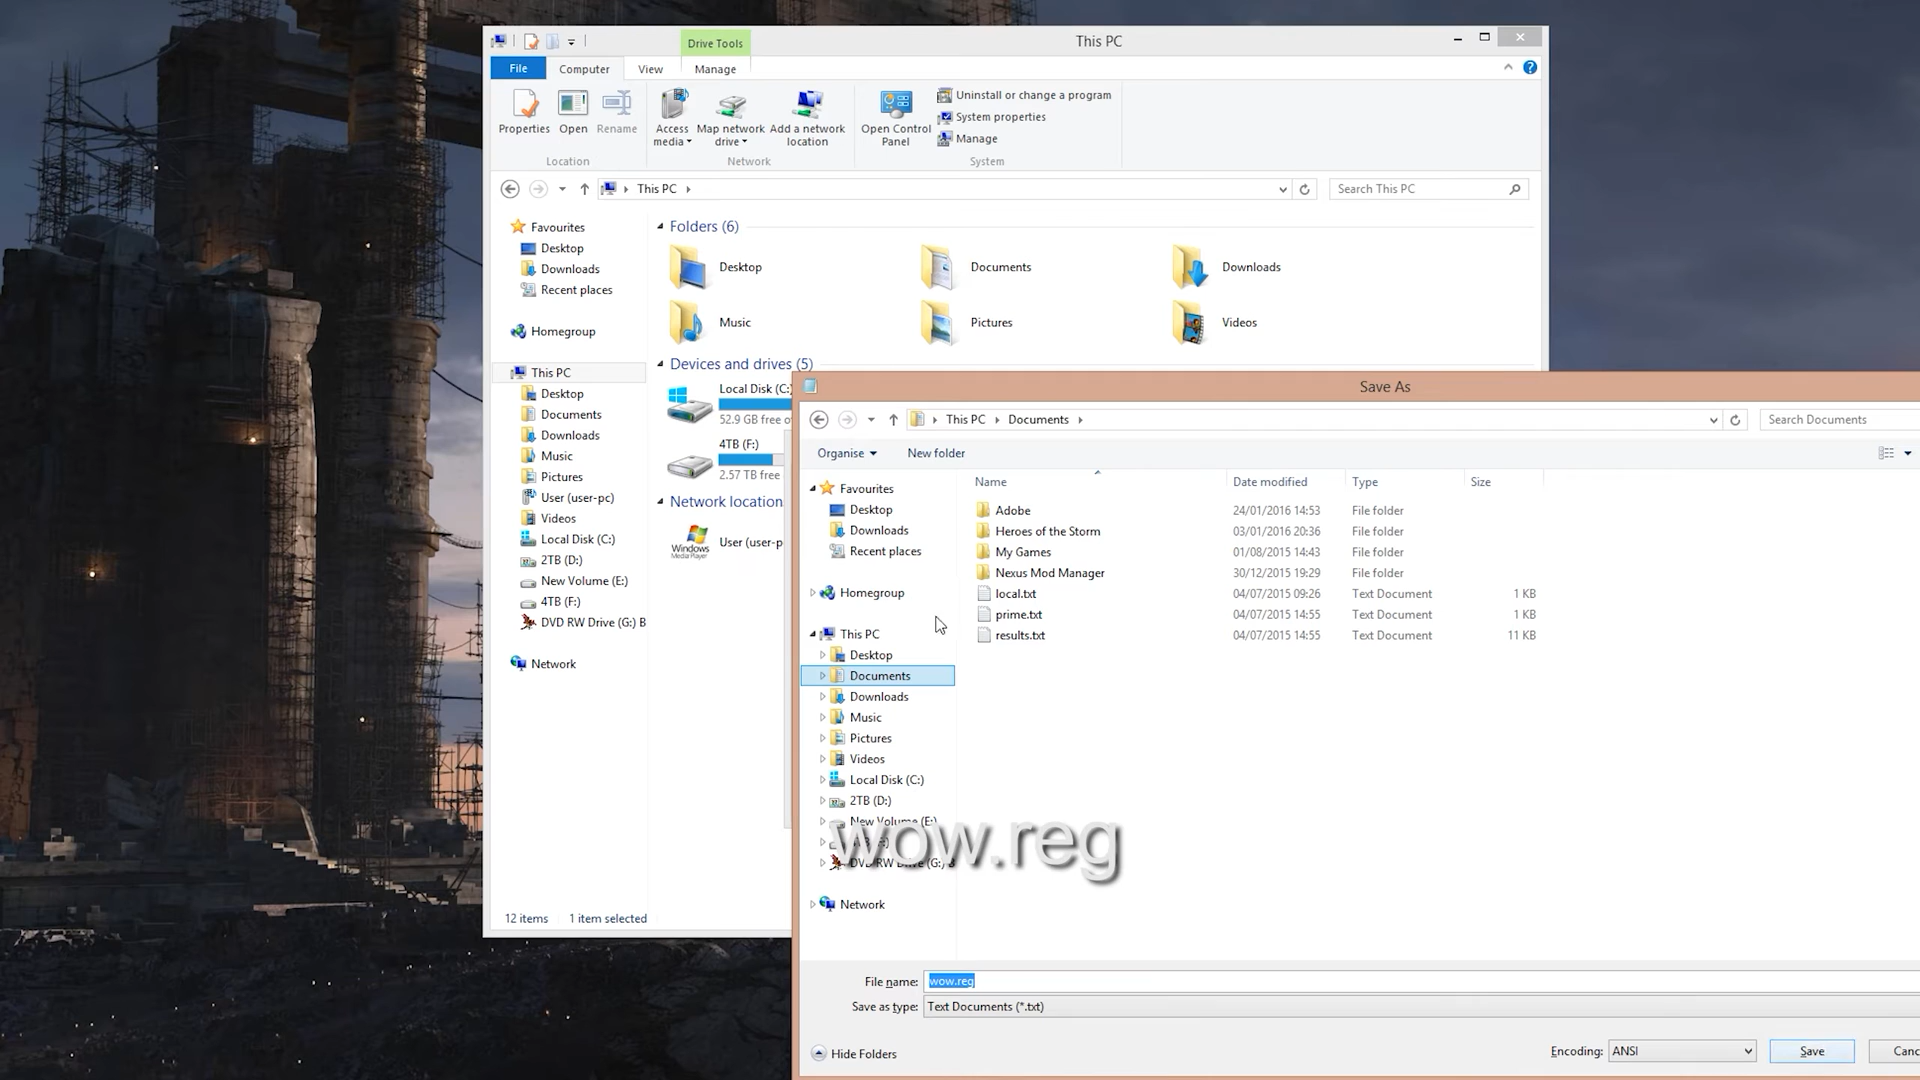 Drive Tools
This PC
File
Computer
View
Manage
Properties
Open
Rename
Access media
Map network drive
Add a network location
Open Control Panel
Uninstall or change a program
System properties
Manage
Location
Network
System
This PC
Search This PC
Favourites
Desktop
Downloads
Recent places
Homegroup
This PC
Desktop
Documents
Downloads
Music
Pictures
User (user-pc)
Videos
Local Disk (C:)
2TB (D:)
New Volume (E:)
4TB (F:)
DVD RW Drive (G:) B
Network
Folders (6)
Desktop
Documents
Downloads
Music
Pictures
Videos
Devices and drives (5)
Local Disk (C:)
52.9 GB free o
4TB (F:)
2.57 TB free
Network location
Windows
Media Player
User (user-p
12 items
1 item selected
Save As
This PC
Documents
Search Documents
Organise
New folder
Favourites
Desktop
Downloads
Recent places
Homegroup
This PC
Desktop
Documents
Downloads
Music
Pictures
Videos
Local Disk (C:)
2TB (D:)
New Volume (E:)
DVD RW Drive (G:) B
Network
Name Date modified Type Size
Adobe 24/01/2016 14:53 File folder
Heroes of the Storm 03/01/2016 20:36 File folder
My Games 01/08/2015 14:43 File folder
Nexus Mod Manager 30/12/2015 19:29 File folder
local.txt 04/07/2015 09:26 Text Document 1 KB
prime.txt 04/07/2015 14:55 Text Document 1 KB
results.txt 04/07/2015 14:55 Text Document 11 KB
wow.reg
File name: wow.reg
Save as type: Text Documents (*.txt)
Hide Folders
Encoding: ANSI
Save
Canc